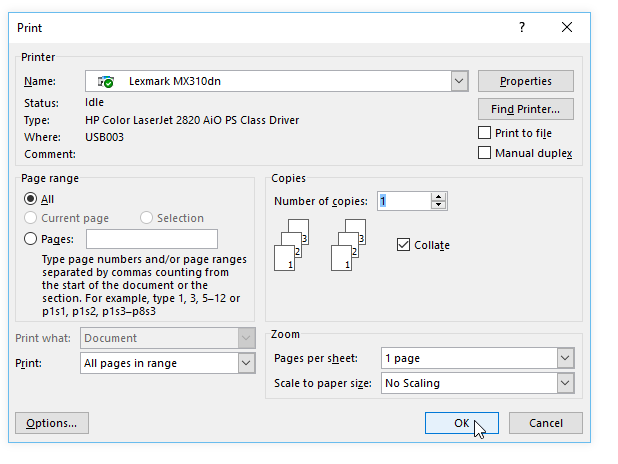 Print
?
Printer
Name:
Lexmark MX310dn
Properties
Status:
Idle
Find Printer...
Type:
HP Color LaserJet 2820 AiO PS Class Driver
Where:
USB003
Print to file
Comment:
Manual duplex
Page range
All
Current page
Selection
Pages:
Type page numbers and/or page ranges
separated by commas counting from
the start of the document or the
section. For example, type 1, 3, 5–12 or
p1s1, p1s2, p1s3–p8s3
Copies
Number of copies:
1
3
2
1
3
2
1
Collate
Print what:
Document
Print:
All pages in range
Zoom
Pages per sheet:
1 page
Scale to paper size:
No Scaling
Options...
OK
Cancel